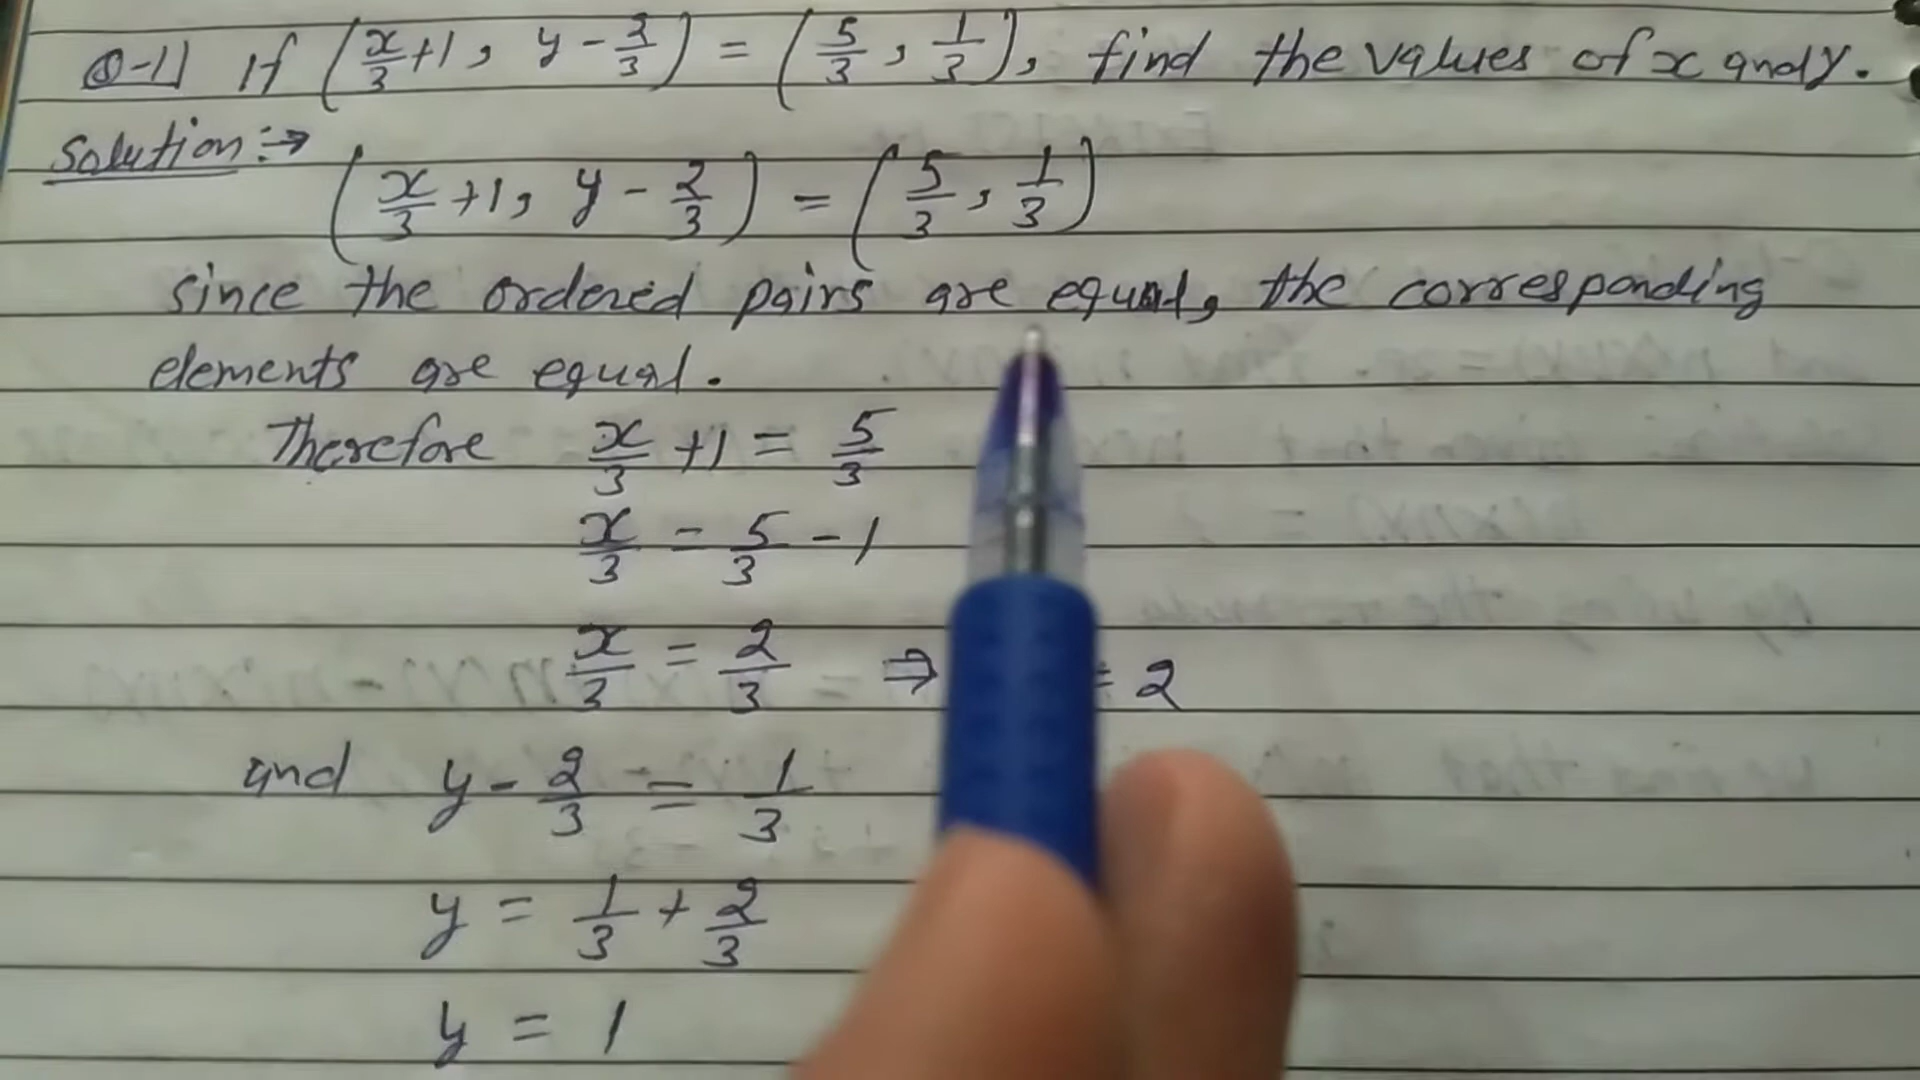 Q-1] If (x/3 +1, y - 2/3) = (5/3, 1/3), find the values of x and y.
Solution :→
(x/3 +1, y - 2/3) = (5/3, 1/3)
since the ordered pairs are equal, the corresponding
elements are equal.
Therefore x/3 +1 = 5/3
x/3 = 5/3 - 1
x/3 = 2/3 ⇒ = 2
and y - 2/3 = 1/3
y = 1/3 + 2/3
y = 1